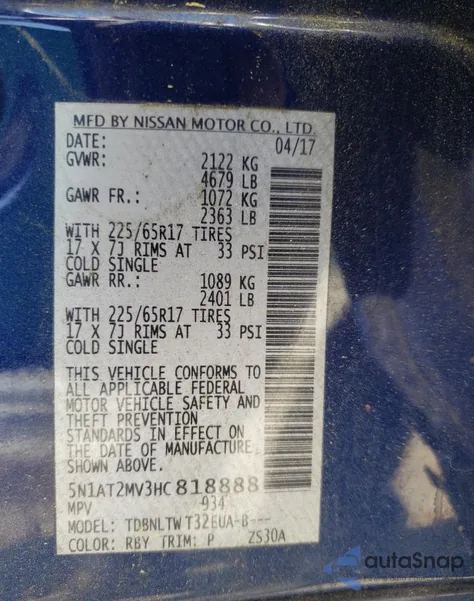 MFD BY NISSAN MOTOR CO., LTD.
DATE: 04/17
GVWR: 2122 KG
4679 LB
GAWR FR.: 1072 KG
2363 LB
WITH 225/65R17 TIRES
17 X 7J RIMS AT 33 PSI
COLD SINGLE
GAWR RR.: 1089 KG
2401 LB
WITH 225/65R17 TIRES
17 X 7J RIMS AT 33 PSI
COLD SINGLE
THIS VEHICLE CONFORMS TO
ALL APPLICABLE FEDERAL
MOTOR VEHICLE SAFETY AND
THEFT PREVENTION
STANDARDS IN EFFECT ON
THE DATE OF MANUFACTURE
SHOWN ABOVE.
5N1AT2MV3HC818888
MPV 934
MODEL: TDBNLTWT32EUA-B---
COLOR: RBY TRIM: P ZS30A
autoSnap